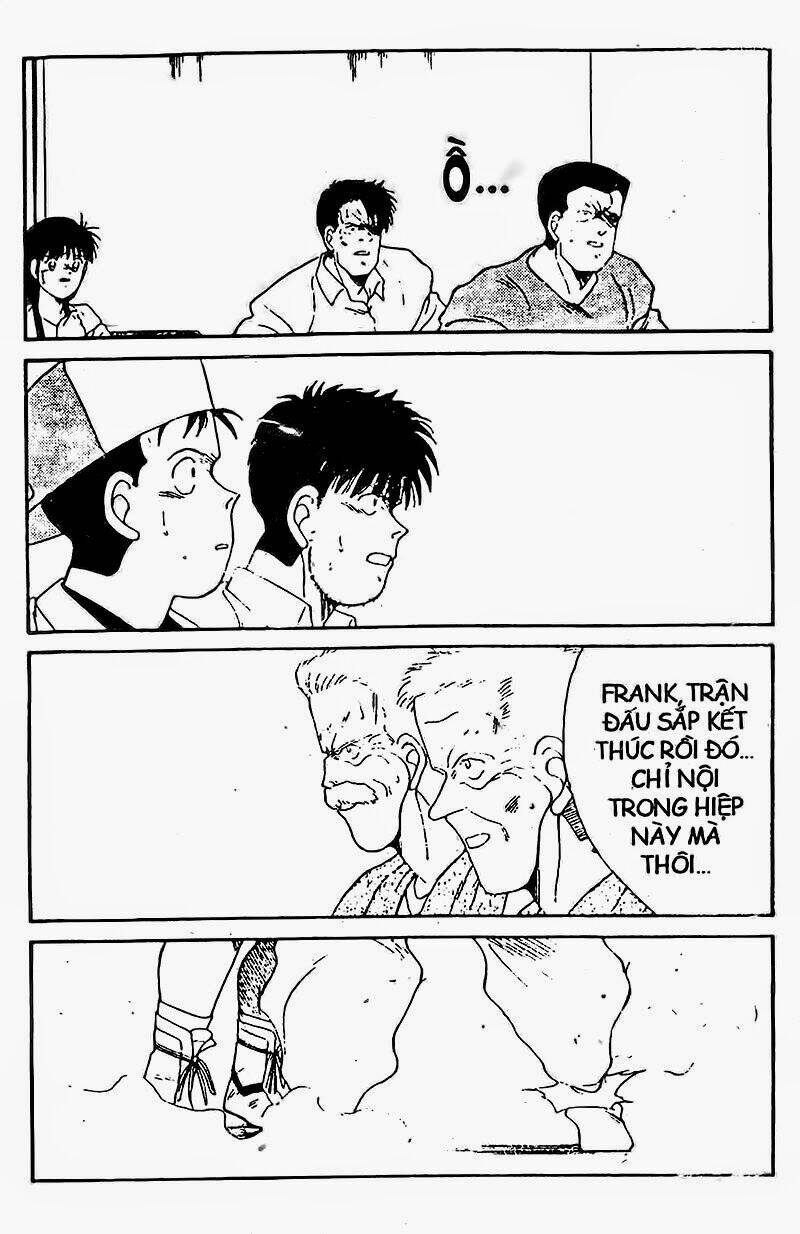 Ồ...
FRANK, TRẬN
ĐẤU SẮP KẾT
THÚC RỒI ĐÓ...
CHỈ NỘI
TRONG HIỆP
NÀY MÀ
THÔI...